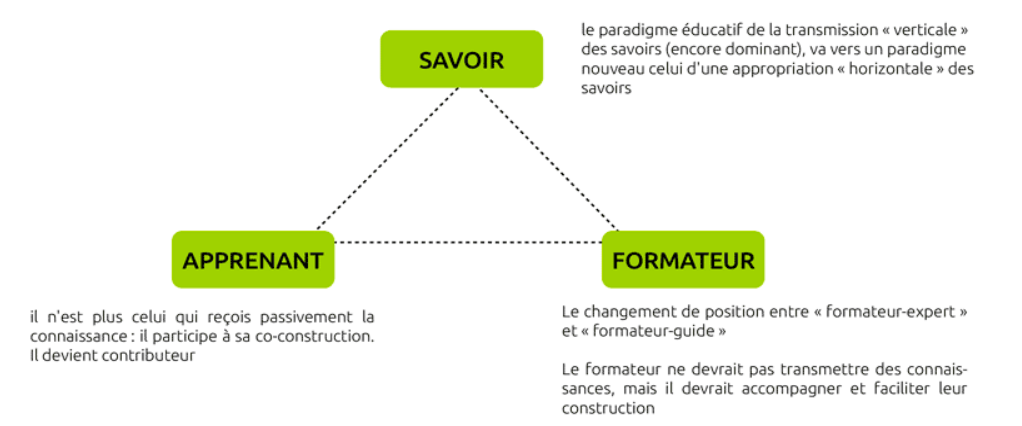 SAVOIR
le paradigme éducatif de la transmission « verticale »
des savoirs (encore dominant), va vers un paradigme
nouveau celui d'une appropriation « horizontale » des
savoirs
APPRENANT
il n'est plus celui qui reçois passivement la
connaissance : il participe à sa co-construction.
Il devient contributeur
FORMATEUR
Le changement de position entre « formateur-expert »
et « formateur-guide »
Le formateur ne devrait pas transmettre des connais-
sances, mais il devrait accompagner et faciliter leur
construction